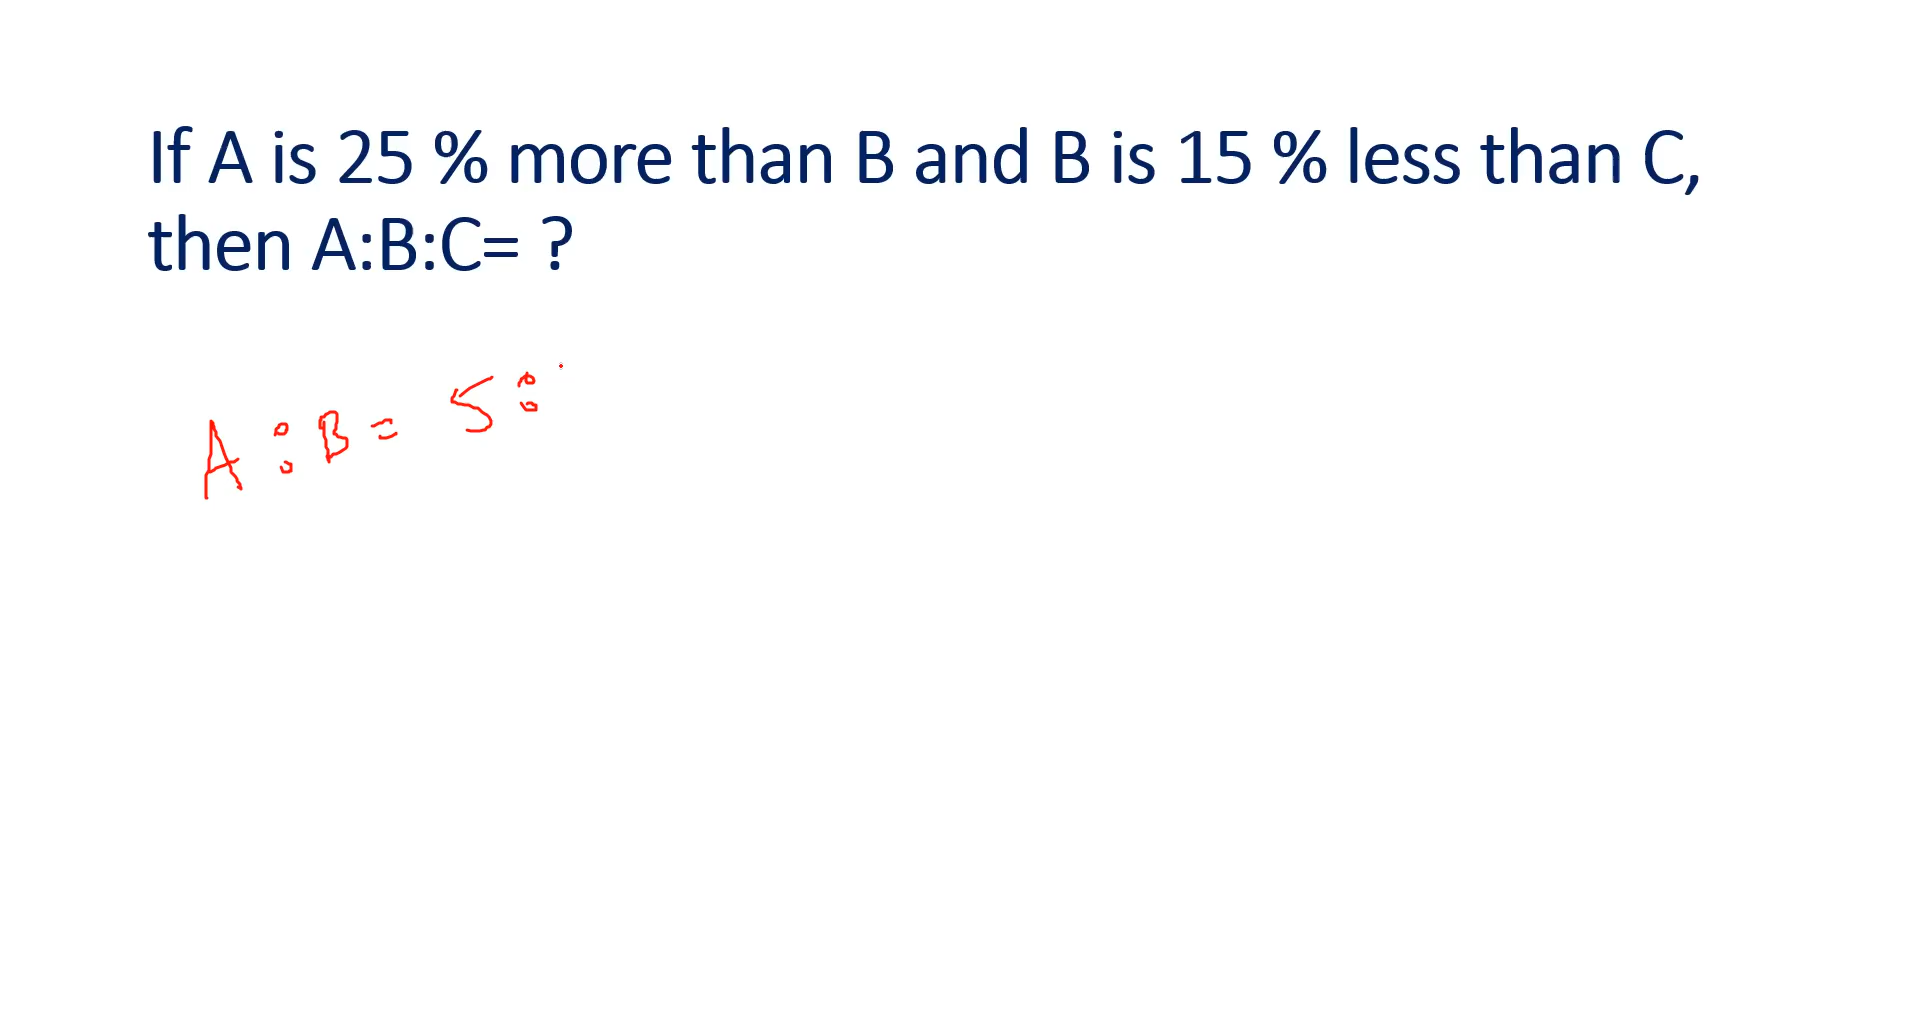 If A is 25 % more than B and B is 15 % less than C,
then A:B:C= ?
A : B = 5 :